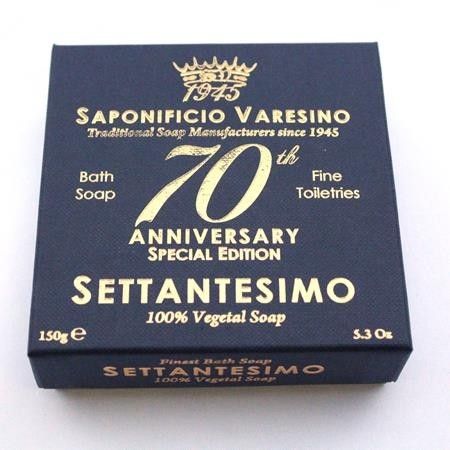 1945
SAPONIFICIO VARESINO
Traditional Soap Manufacturers since 1945
70th
Bath
Soap
Fine
Toiletries
ANNIVERSARY
SPECIAL EDITION
SETTANTESIMO
100% Vegetal Soap
150g e
5.3 Oz
Finest Bath Soap
SETTANTESIMO
100% Vegetal Soap